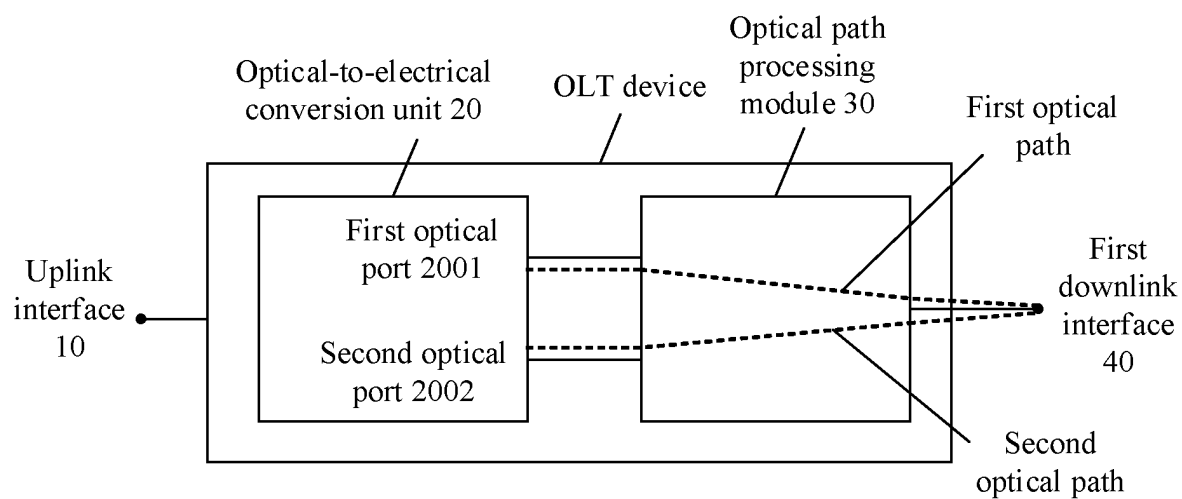 Optical-to-electrical
conversion unit 20
OLT device
Optical path
processing
module 30
First optical
path
Uplink
interface
10
First optical
port 2001
Second optical
port 2002
First
downlink
interface
40
Second
optical path